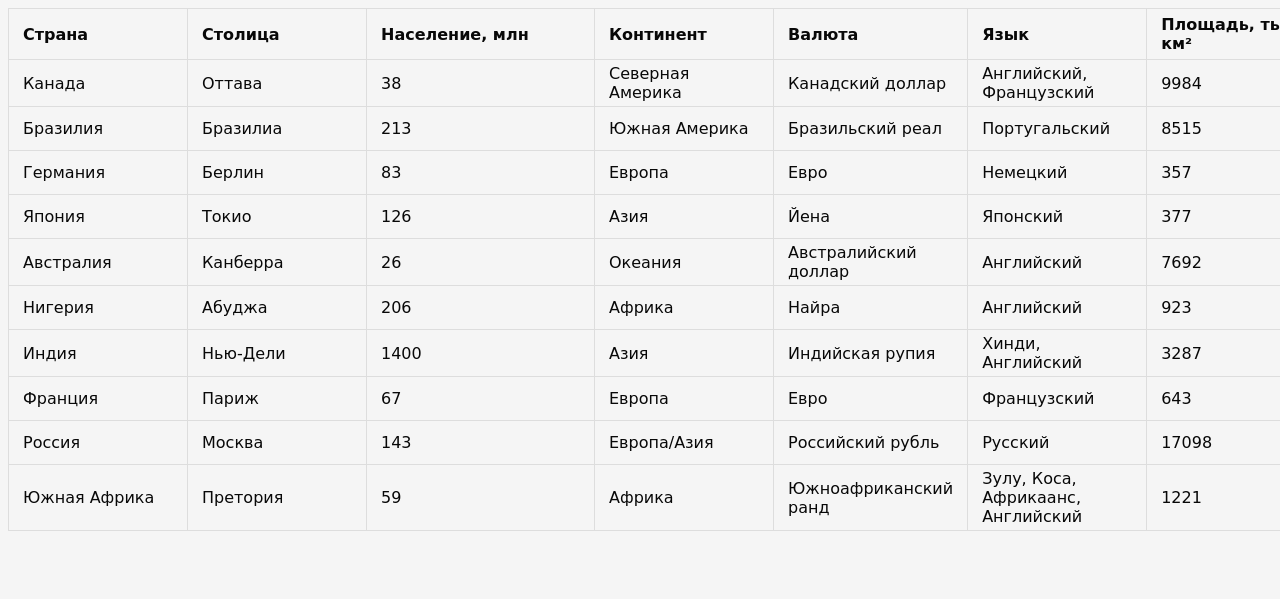 Страна Столица Население, млн Континент Валюта Язык Площадь,
км²
Канада Оттава 38 Северная Америка Канадский доллар Английский, Французский 9984
Бразилия Бразилиа 213 Южная Америка Бразильский реал Португальский 8515
Германия Берлин 83 Европа Евро Немецкий 357
Япония Токио 126 Азия Йена Японский 377
Австралия Канберра 26 Океания Австралийский доллар Английский 7692
Нигерия Абуджа 206 Африка Найра Английский 923
Индия Нью-Дели 1400 Азия Индийская рупия Хинди, Английский 3287
Франция Париж 67 Европа Евро Французский 643
Россия Москва 143 Европа/Азия Российский рубль Русский 17098
Южная Африка Претория 59 Африка Южноафриканский ранд Зулу, Коса, Африкаанс, Английский 1221